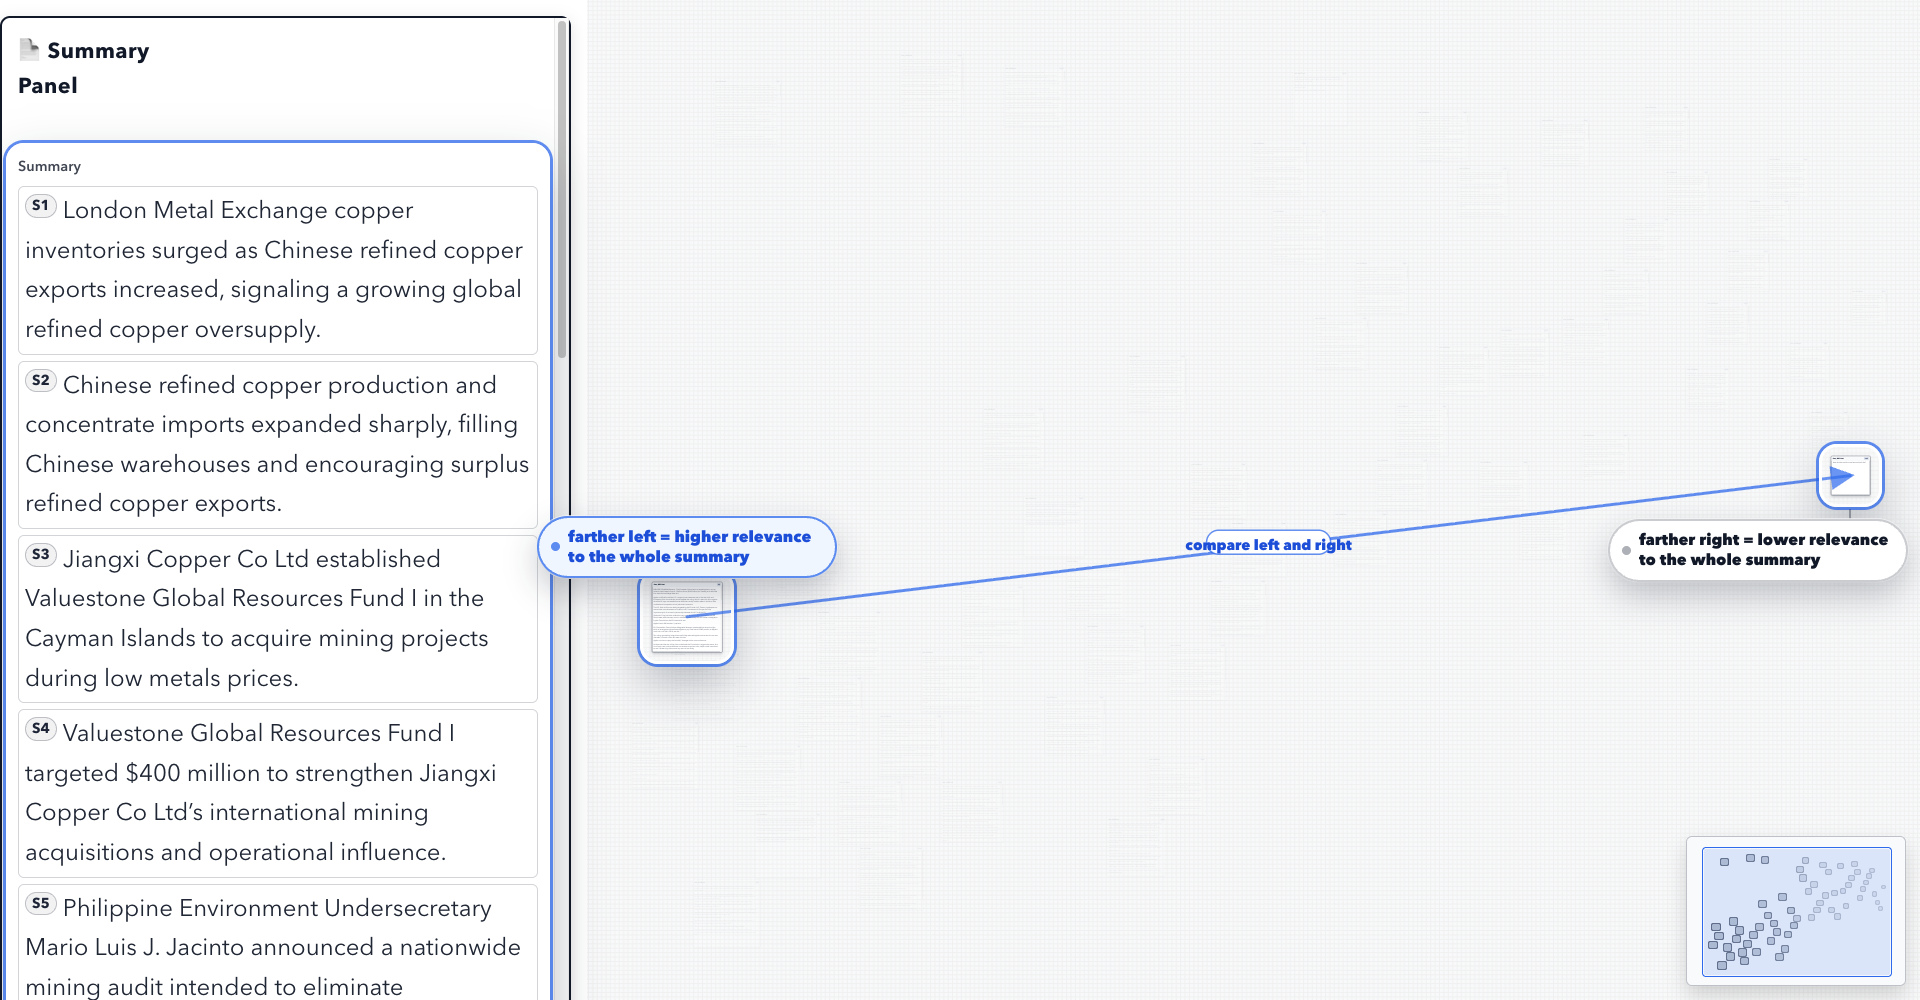 Summary
Panel
Summary
S1 London Metal Exchange copper
inventories surged as Chinese refined copper
exports increased, signaling a growing global
refined copper oversupply.
S2 Chinese refined copper production and
concentrate imports expanded sharply, filling
Chinese warehouses and encouraging surplus
refined copper exports.
S3 Jiangxi Copper Co Ltd established
Valuestone Global Resources Fund I in the
Cayman Islands to acquire mining projects
during low metals prices.
S4 Valuestone Global Resources Fund I
targeted $400 million to strengthen Jiangxi
Copper Co Ltd’s international mining
acquisitions and operational influence.
S5 Philippine Environment Undersecretary
Mario Luis J. Jacinto announced a nationwide
mining audit intended to eliminate
farther left = higher relevance
to the whole summary
compare left and right
farther right = lower relevance
to the whole summary